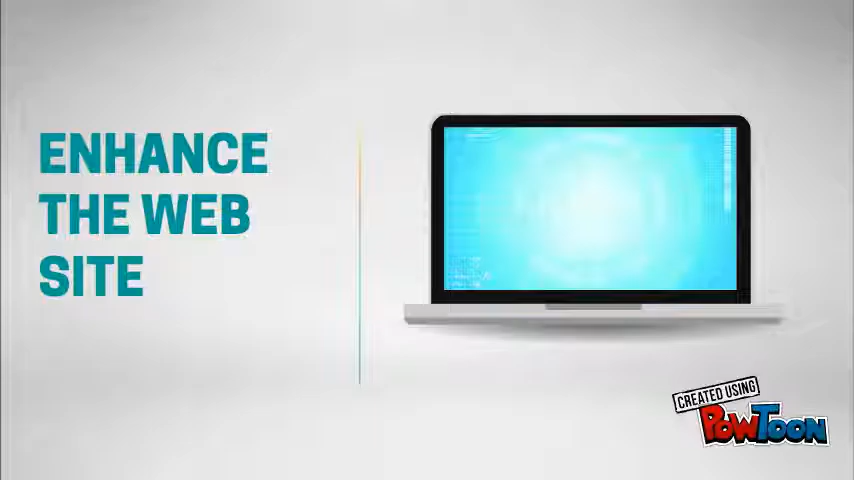 ENHANCE
THE WEB
SITE
CREATED USING
POWTOON